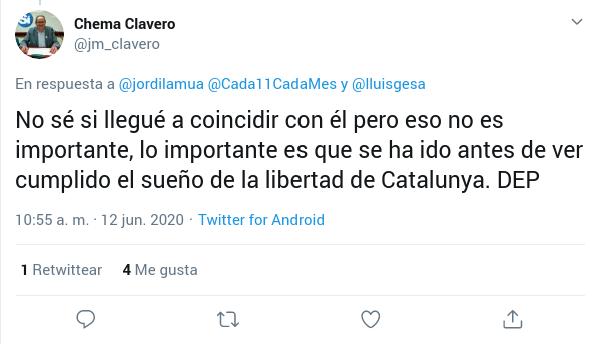 Chema Clavero
@jm_clavero
En respuesta a @jordilamua @Cada11CadaMes y @lluisgesa
No sé si llegué a coincidir con él pero eso no es
importante, lo importante es que se ha ido antes de ver
cumplido el sueño de la libertad de Catalunya. DEP
10:55 a. m. · 12 jun. 2020 · Twitter for Android
1 Retwittear 4 Me gusta